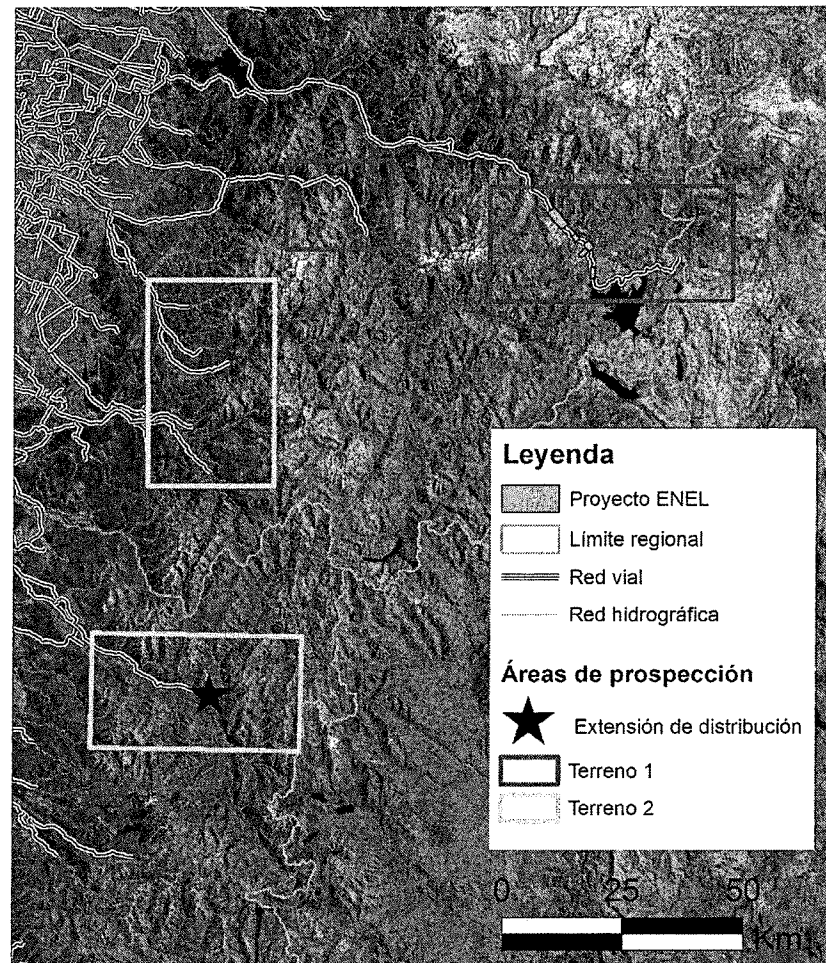 Leyenda
Proyecto ENEL
Límite regional
Red vial
Red hidrográfica
Áreas de prospección
Extensión de distribución
Terreno 1
Terreno 2
0 25 50
Km